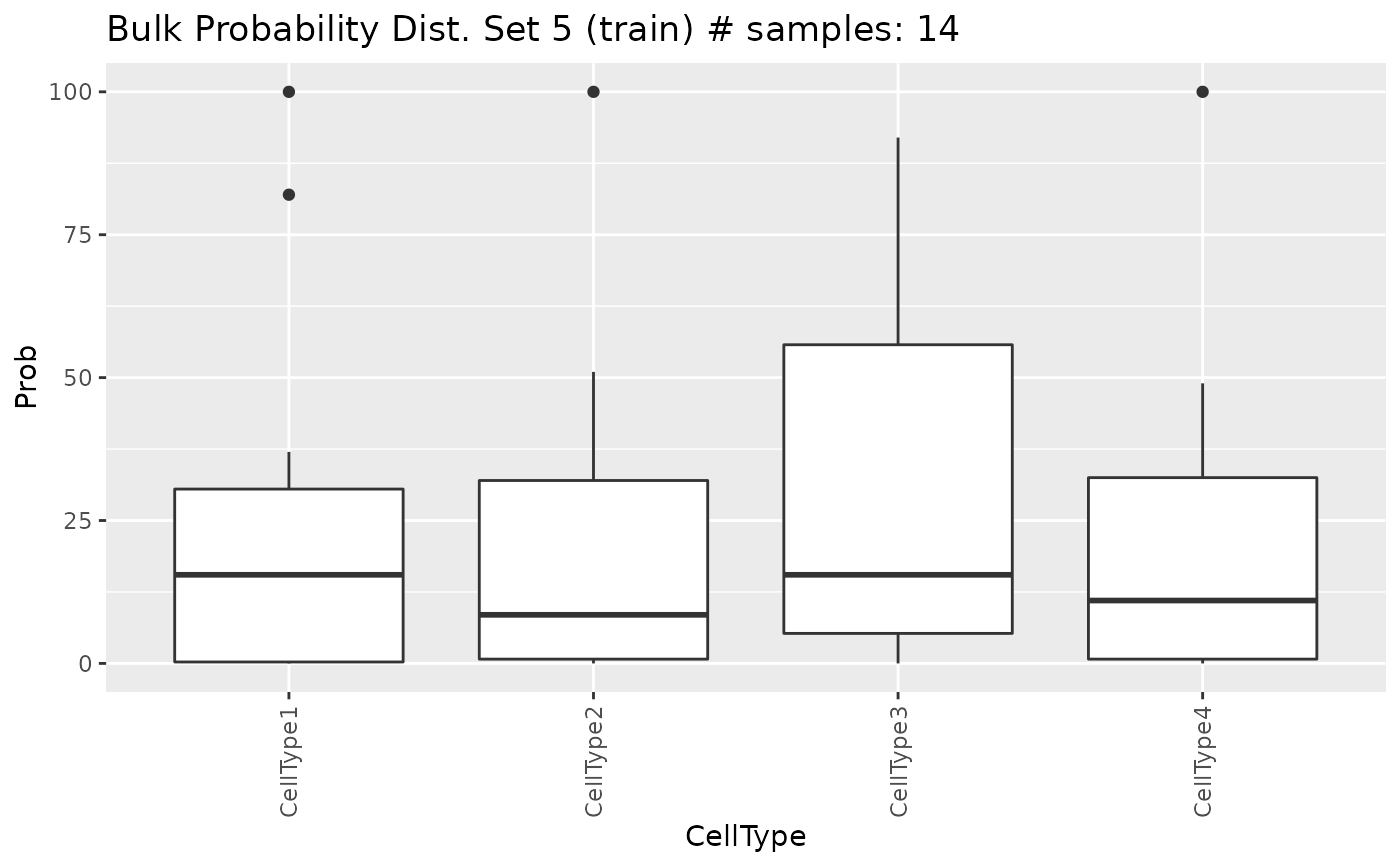 Bulk Probability Dist. Set 5 (train) # samples: 14
Prob
100
75
50
25
0
CellType1
CellType2
CellType3
CellType4
CellType